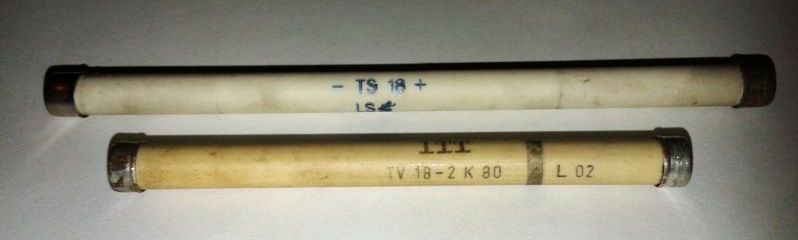 - TS 18 +
LS
ITT
TV 18-2 K 80 L 02